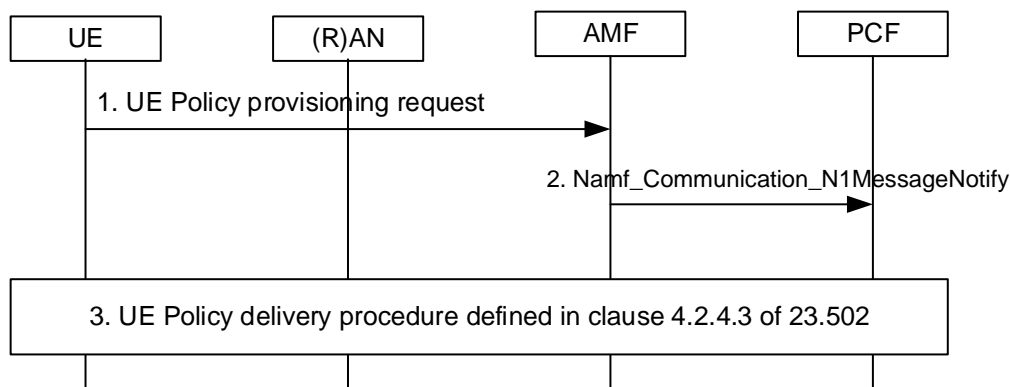 UE
(R)AN
AMF
PCF
1. UE Policy provisioning request
2. Namf_Communication_N1MessageNotify
3. UE Policy delivery procedure defined in clause 4.2.4.3 of 23.502